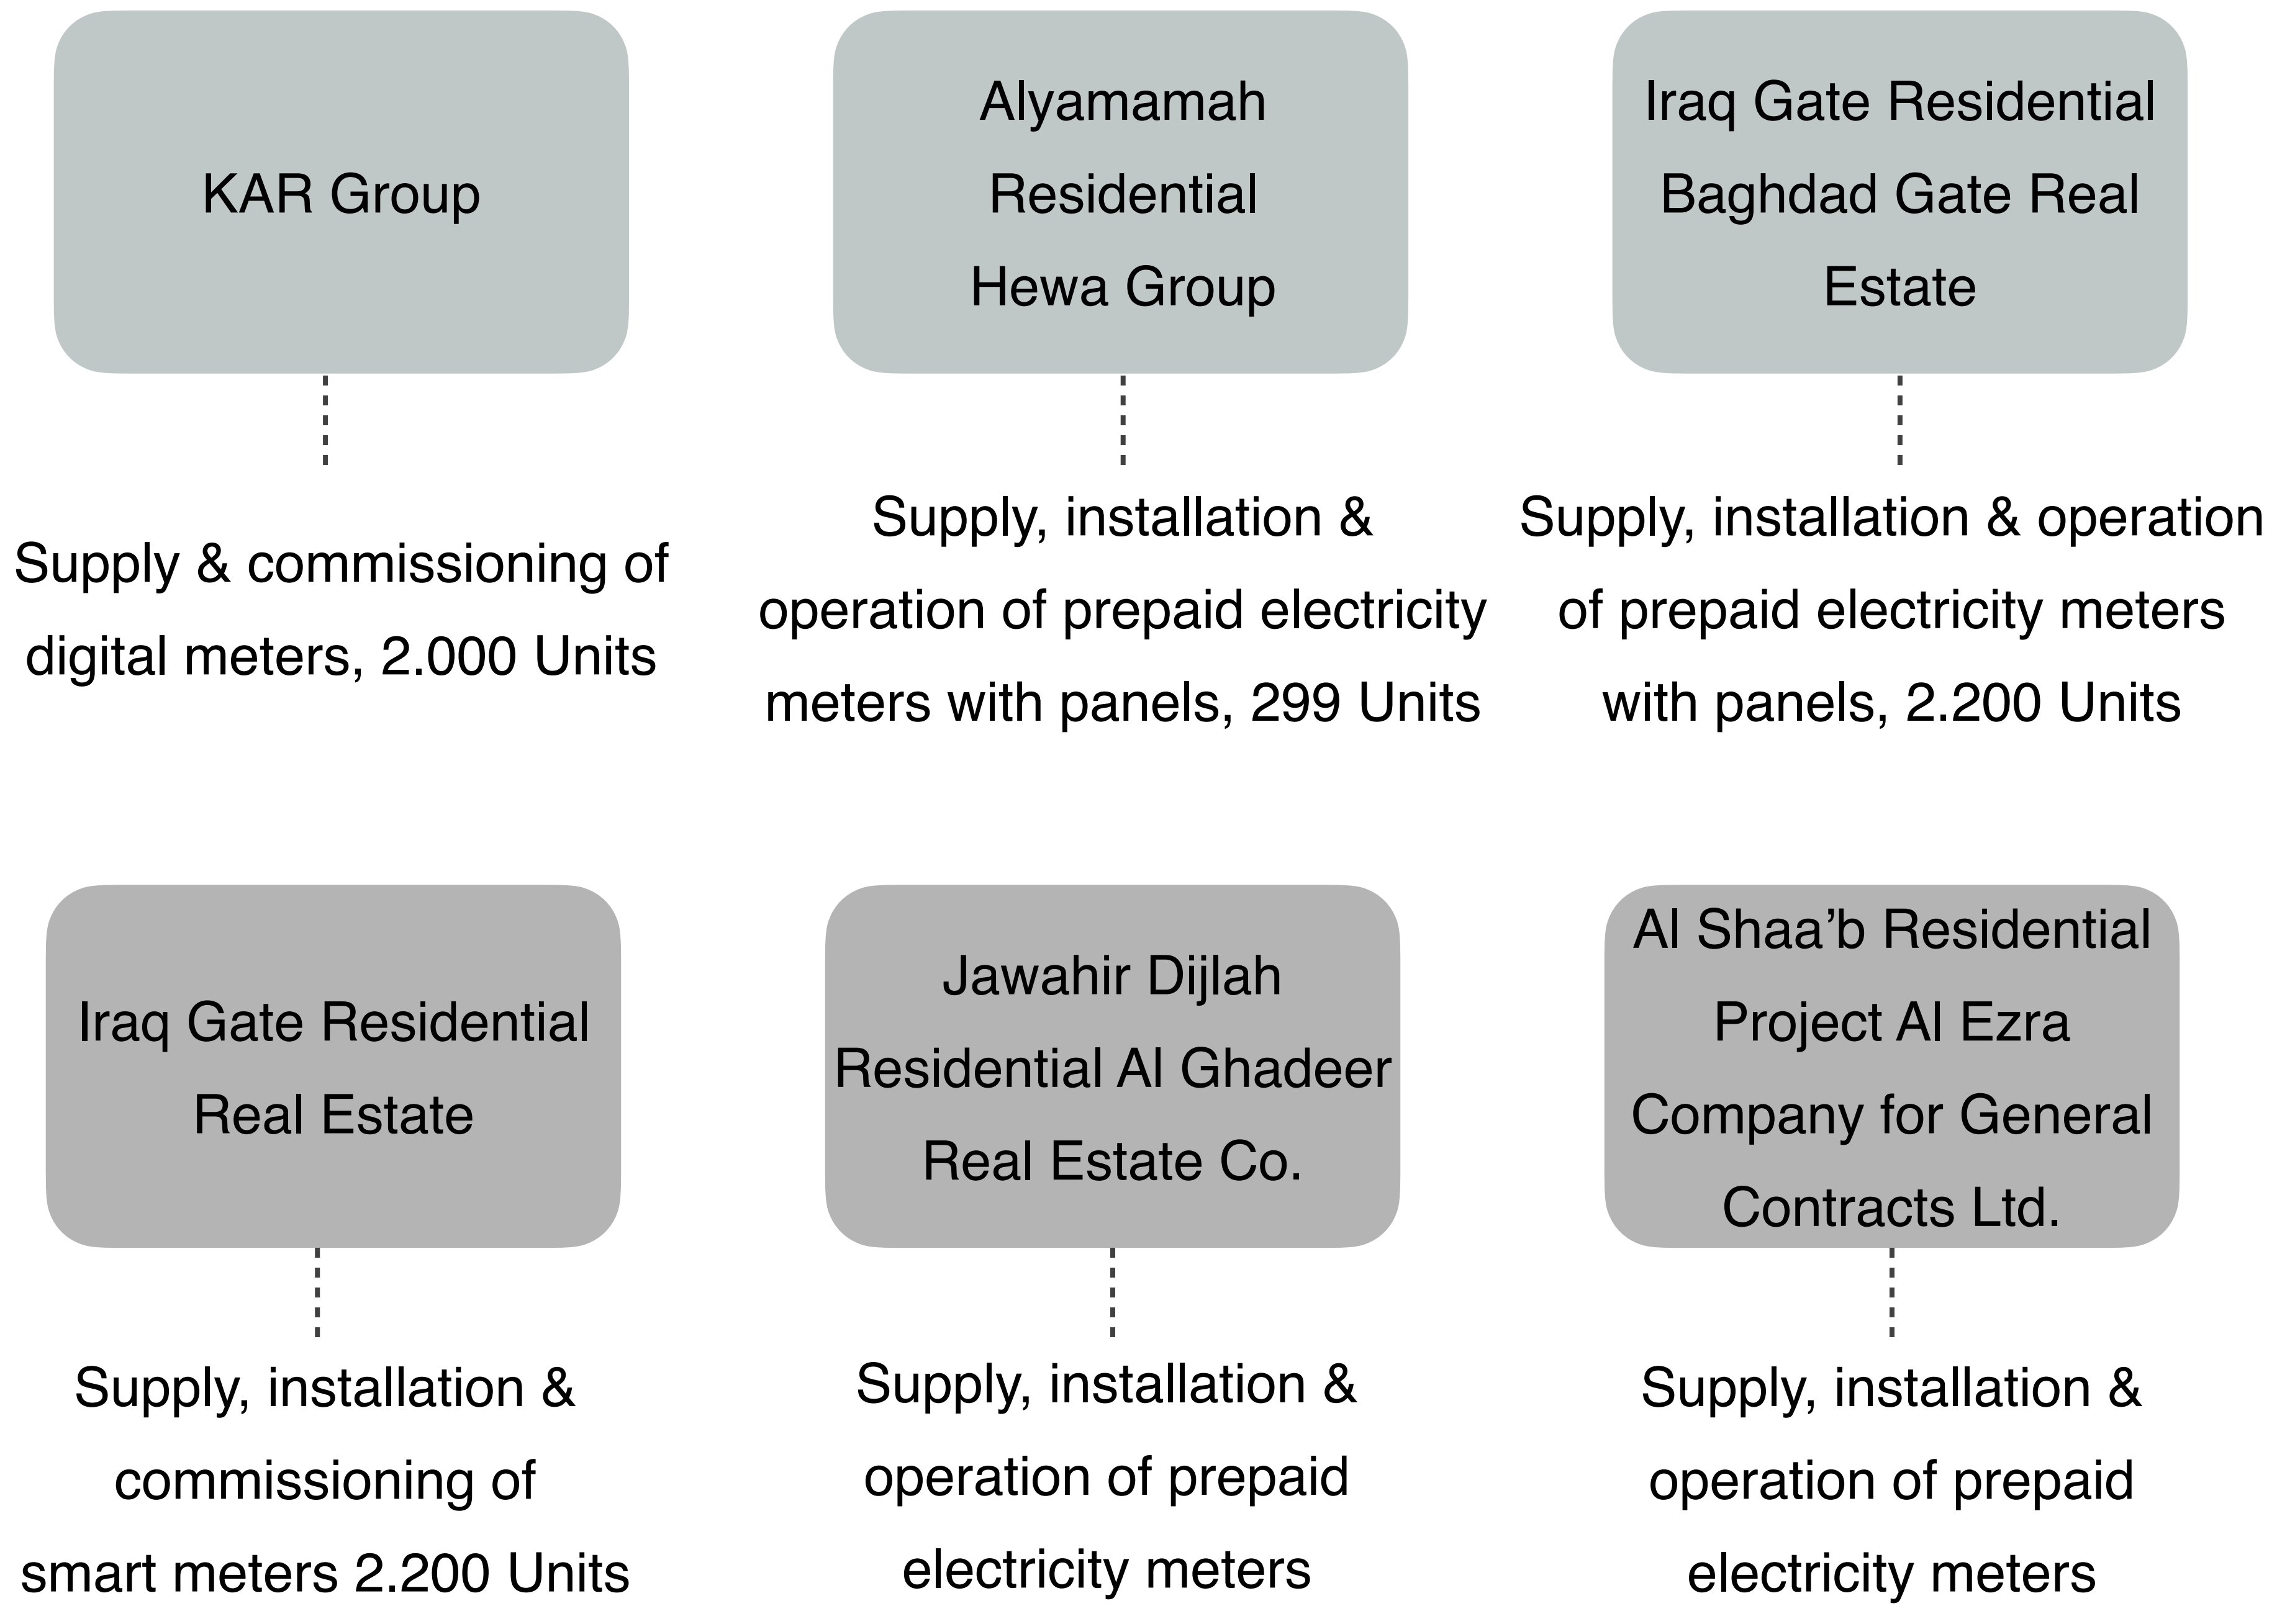 KAR Group
Supply & commissioning of
digital meters, 2.000 Units
Alyamamah
Residential
Hewa Group
Supply, installation &
operation of prepaid electricity
meters with panels, 299 Units
Iraq Gate Residential
Baghdad Gate Real
Estate
Supply, installation & operation
of prepaid electricity meters
with panels, 2.200 Units
Iraq Gate Residential
Real Estate
Supply, installation &
commissioning of
smart meters 2.200 Units
Jawahir Dijlah
Residential Al Ghadeer
Real Estate Co.
Supply, installation &
operation of prepaid
electricity meters
Al Shaa’b Residential
Project Al Ezra
Company for General
Contracts Ltd.
Supply, installation &
operation of prepaid
electricity meters